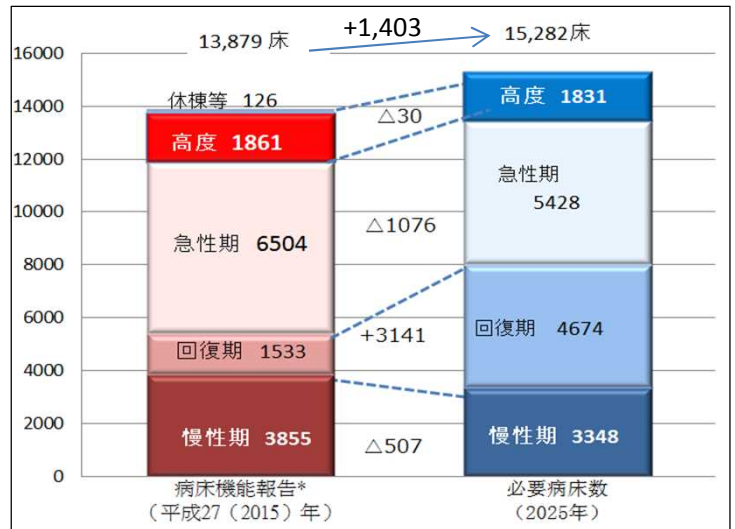 13,879 床
+1,403
15,282床
16000
14000
12000
10000
8000
6000
4000
2000
0
休棟等 126
高度 1861
急性期 6504
回復期 1533
慢性期 3855
△30
△1076
+3141
△507
高度 1831
急性期
5428
回復期 4674
慢性期 3348
病床機能報告*
（平成27（2015）年）
必要病床数
（2025年）